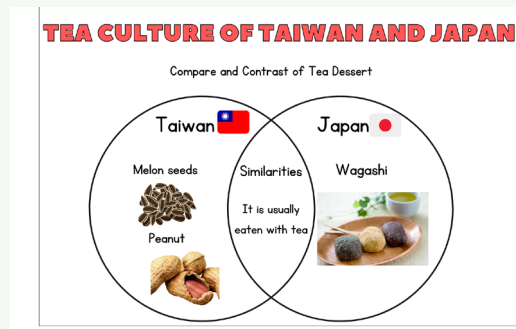 TEA CULTURE OF TAIWAN AND JAPAN
Compare and Contrast of Tea Dessert
Taiwan
Japan
Melon seeds
Similarities
Wagashi
It is usually
eaten with tea
Peanut